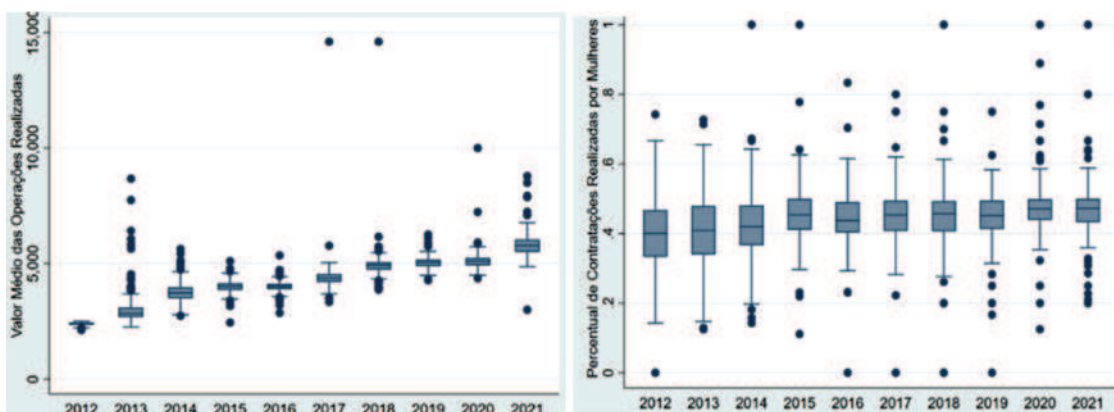 Valor Médio das Operações Realizadas
15,000
10,000
5,000
0
2012 2013 2014 2015 2016 2017 2018 2019 2020 2021
Percentual de Contratações Realizadas por Mulheres
1
.8
.6
.4
.2
0
2012 2013 2014 2015 2016 2017 2018 2019 2020 2021